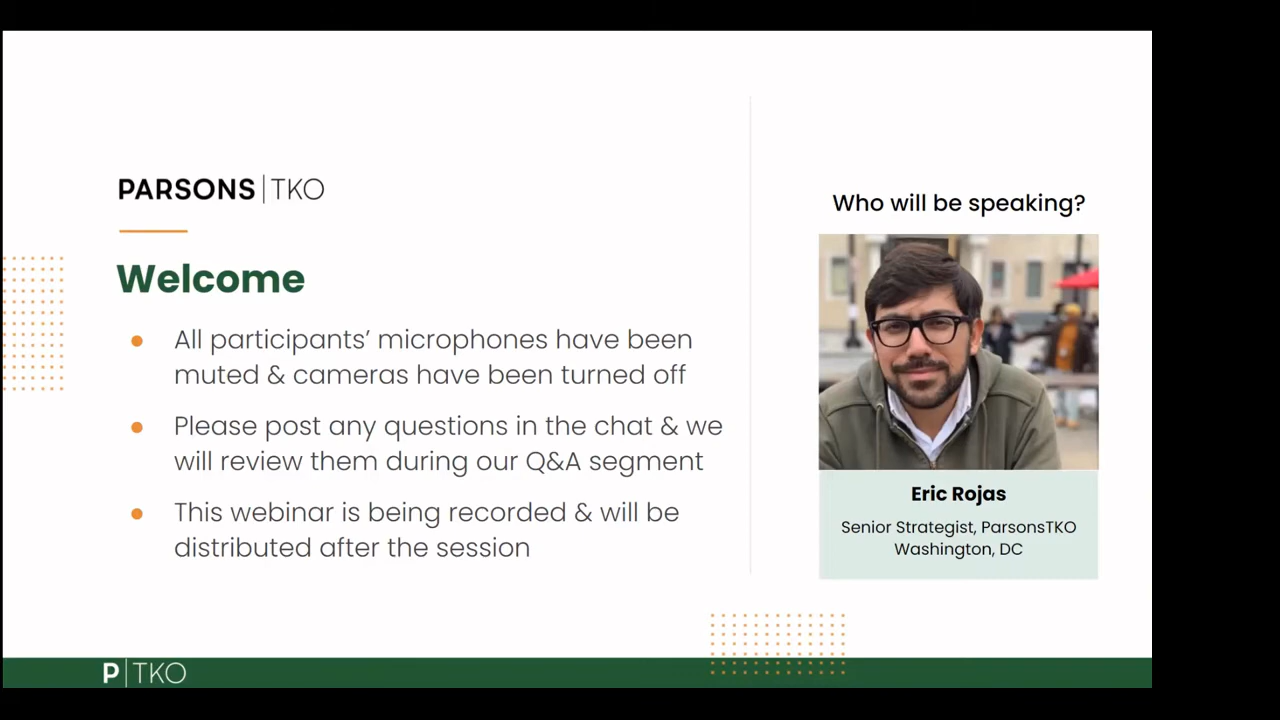 PARSONS|TKO
Welcome
All participants’ microphones have been
muted & cameras have been turned off
Please post any questions in the chat & we
will review them during our Q&A segment
This webinar is being recorded & will be
distributed after the session
Who will be speaking?
Eric Rojas
Senior Strategist, ParsonsTKO
Washington, DC
P|TKO